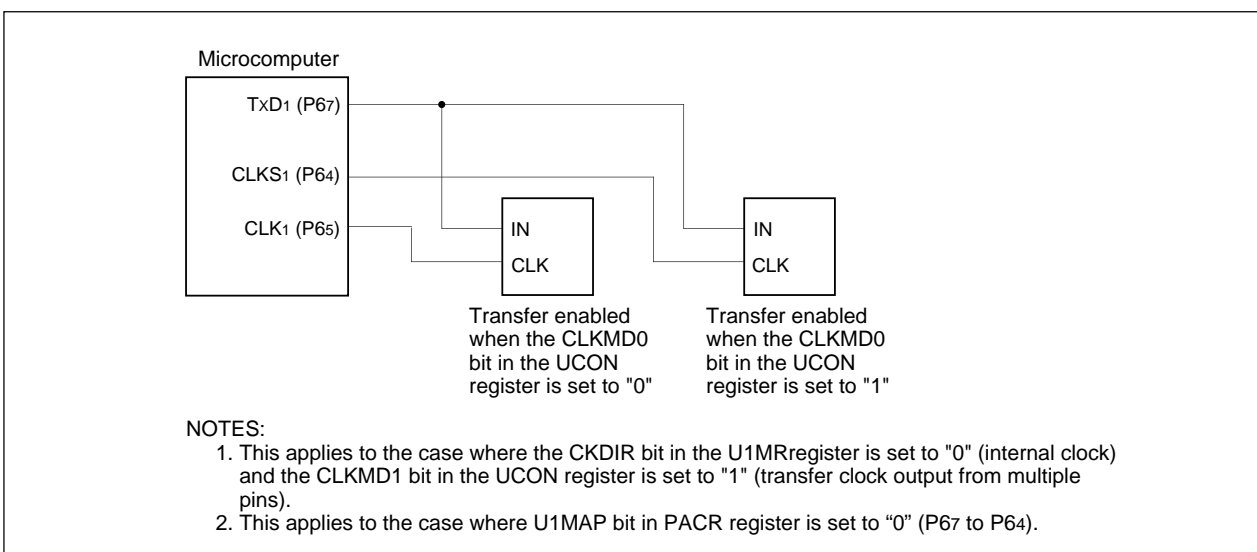 Microcomputer
TxD1 (P67)
CLKS1 (P64)
CLK1 (P65)
IN
CLK
IN
CLK
Transfer enabled
when the CLKMD0
bit in the UCON
register is set to "0"
Transfer enabled
when the CLKMD0
bit in the UCON
register is set to "1"
NOTES:
1. This applies to the case where the CKDIR bit in the U1MRregister is set to "0" (internal clock)
and the CLKMD1 bit in the UCON register is set to "1" (transfer clock output from multiple
pins).
2. This applies to the case where U1MAP bit in PACR register is set to “0” (P67 to P64).